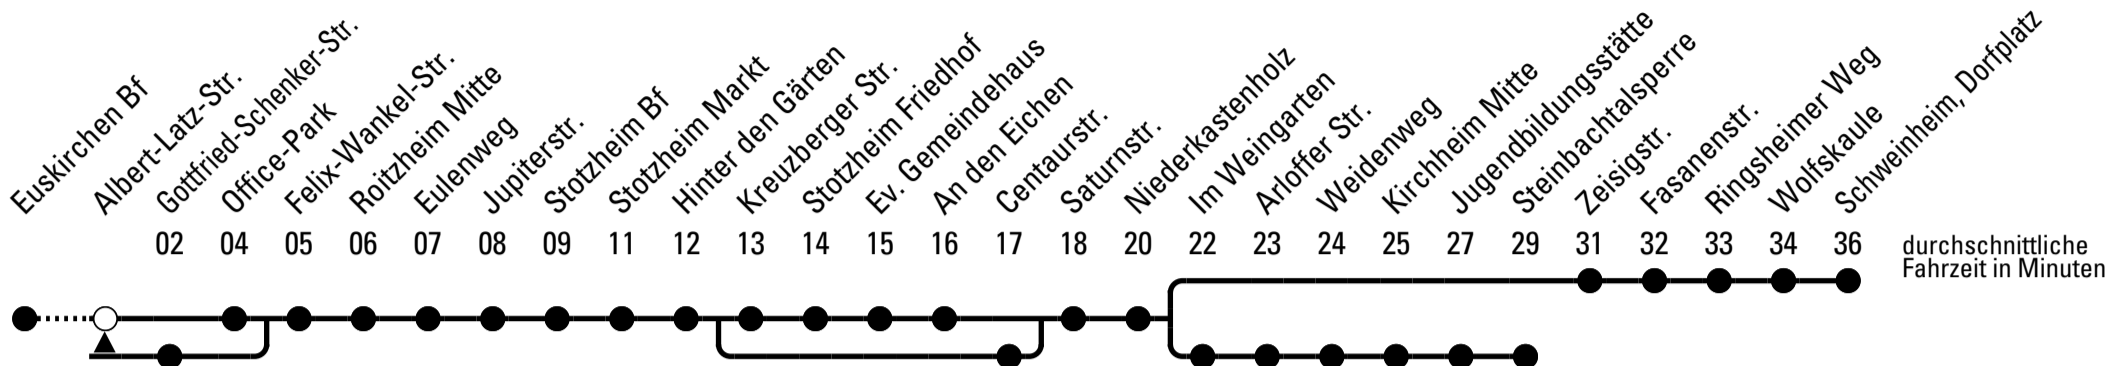 Euskirchen Bf
Albert-Latz-Str.
Gottfried-Schenker-Str.
Office-Park
Felix-Wankel-Str.
Roitzheim Mitte
Eulenweg
Jupiterstr.
Stotzheim Bf
Stotzheim Markt
Hinter den Gärten
Kreuzberger Str.
Stotzheim Friedhof
Ev. Gemeindehaus
An den Eichen
Centaurstr.
Saturnstr.
Niederkastenholz
Im Weingarten
Arloffer Str.
Weidenweg
Kirchheim Mitte
Jugendbildungsstätte
Steinbachtalsperre
Zeisigstr.
Fasanenstr.
Ringsheimer Weg
Wolfskaule
Schweinheim, Dorfplatz
02 04 05 06 07 08 09 11 12 13 14 15 16 17 18 20 22 23 24 25 27 29 31 32 33 34 36
durchschnittliche
Fahrzeit in Minuten